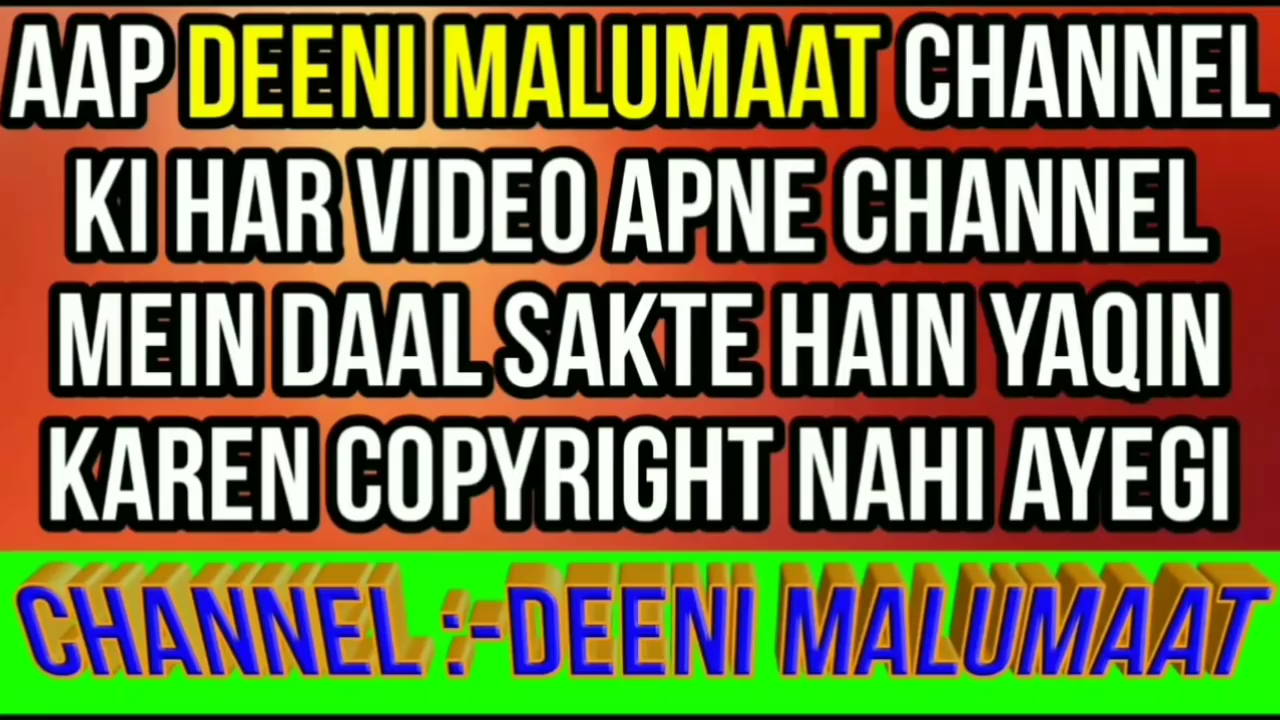 AAP DEENI MALUMAAT CHANNEL
KI HAR VIDEO APNE CHANNEL
MEIN DAAL SAKTE HAIN YAQIN
KAREN COPYRIGHT NAHI AYEGI
CHANNEL :-DEENI MALUMAAT